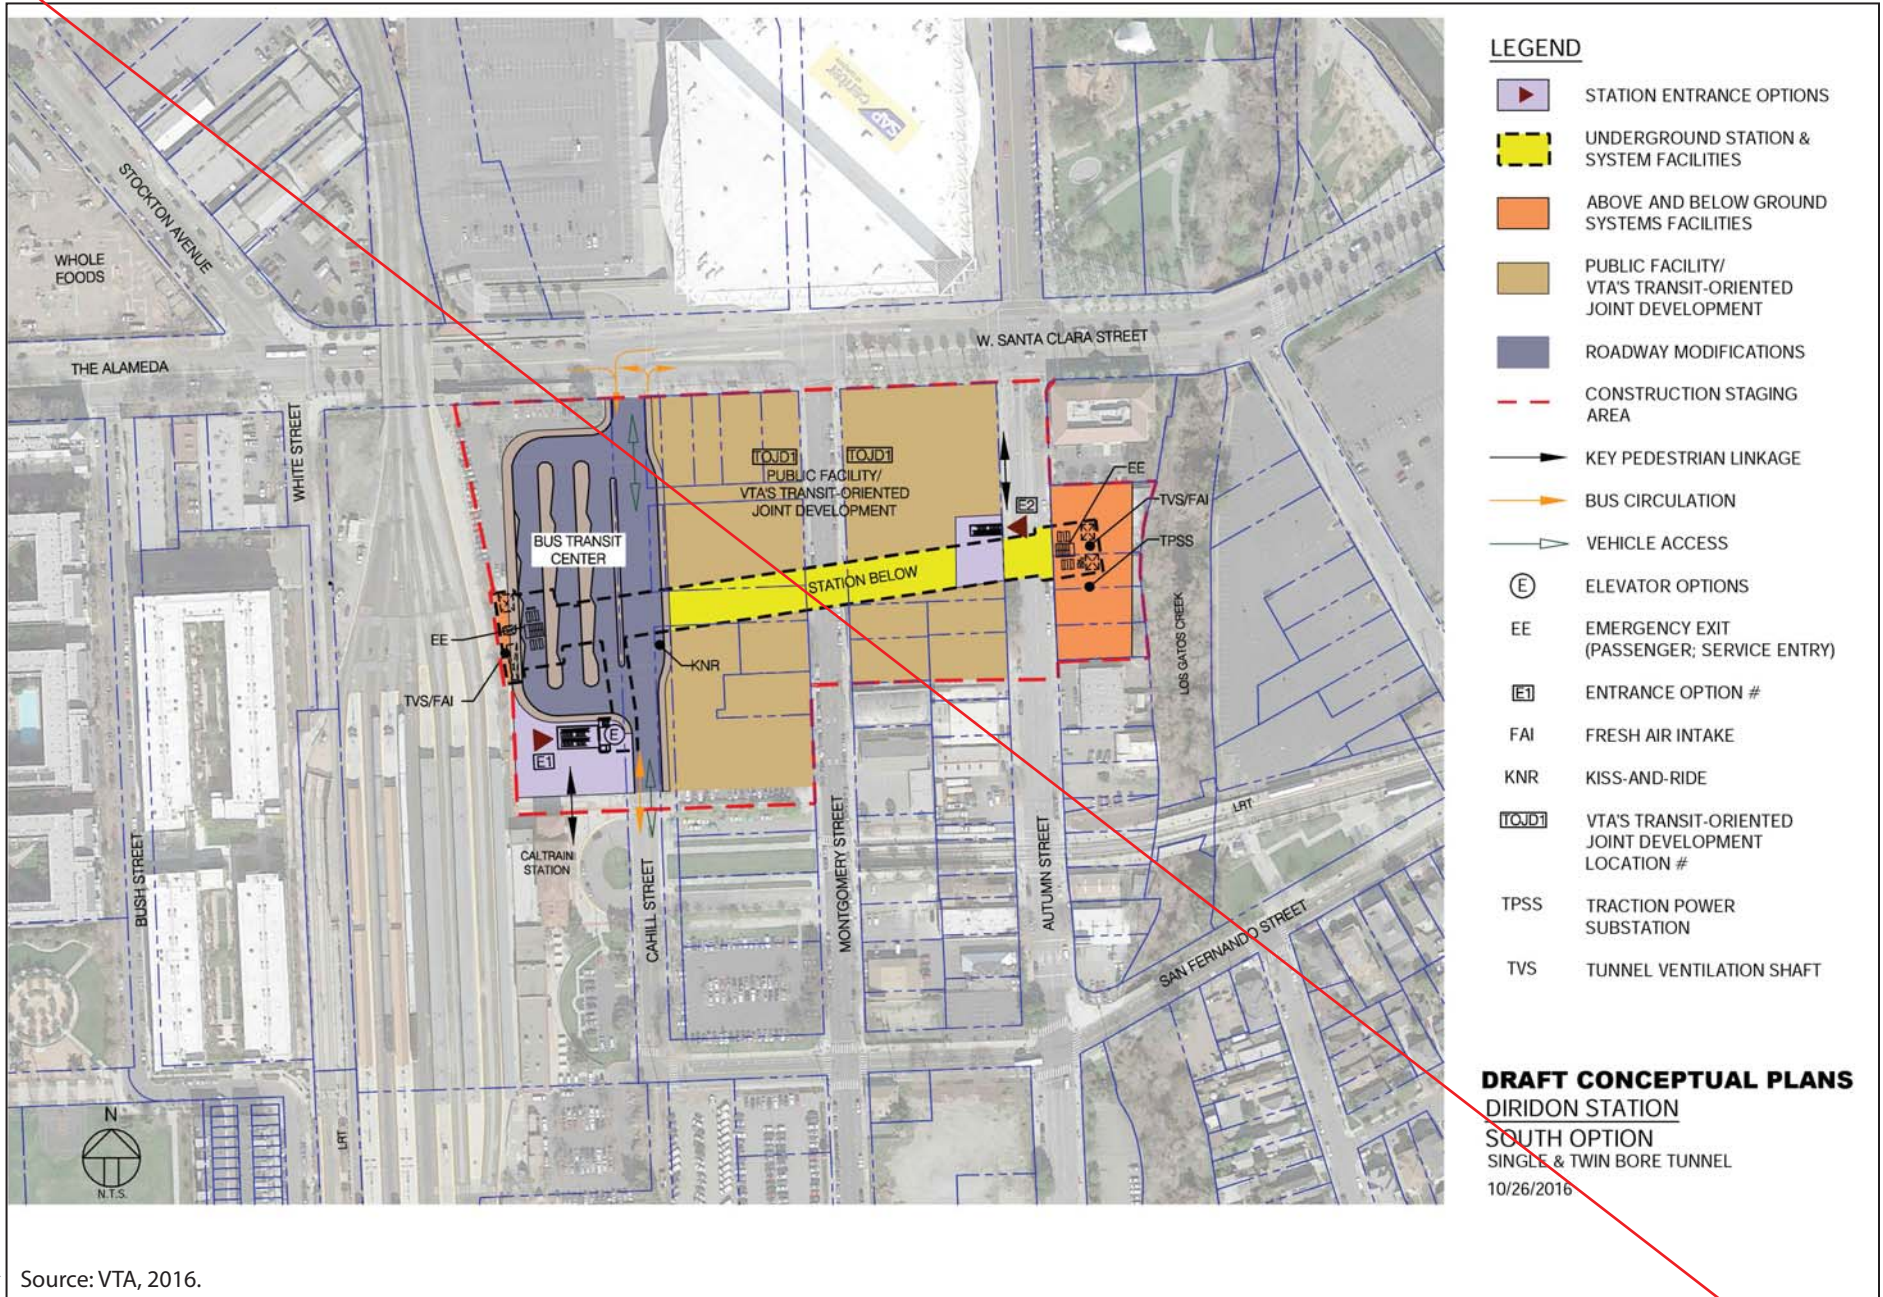 SAP
center
STOCKTON AVENUE
WHOLE
FOODS
THE ALAMEDA
W. SANTA CLARA STREET
WHITE STREET
TOJD1
TOJD1
PUBLIC FACILITY/
VTA'S TRANSIT-ORIENTED
JOINT DEVELOPMENT
EE
E2
TVS/FAI
TPSS
BUS TRANSIT
CENTER
STATION BELOW
LOS GATOS CREEK
EE
KNR
TVS/FAI
E
E1
LRT
CALTRAIN
STATION
BUSH STREET
CAHILL STREET
MONTGOMERY STREET
AUTUMN STREET
SAN FERNANDO STREET
LRT
N
N.T.S.
LEGEND
STATION ENTRANCE OPTIONS
UNDERGROUND STATION &
SYSTEM FACILITIES
ABOVE AND BELOW GROUND
SYSTEMS FACILITIES
PUBLIC FACILITY/
VTA'S TRANSIT-ORIENTED
JOINT DEVELOPMENT
ROADWAY MODIFICATIONS
CONSTRUCTION STAGING
AREA
KEY PEDESTRIAN LINKAGE
BUS CIRCULATION
VEHICLE ACCESS
E ELEVATOR OPTIONS
EE EMERGENCY EXIT
(PASSENGER; SERVICE ENTRY)
E1 ENTRANCE OPTION #
FAI FRESH AIR INTAKE
KNR KISS-AND-RIDE
TOJD1 VTA'S TRANSIT-ORIENTED
JOINT DEVELOPMENT
LOCATION #
TPSS TRACTION POWER
SUBSTATION
TVS TUNNEL VENTILATION SHAFT
DRAFT CONCEPTUAL PLANS
DIRIDON STATION
SOUTH OPTION
SINGLE & TWIN BORE TUNNEL
10/26/2016
Source: VTA, 2016.